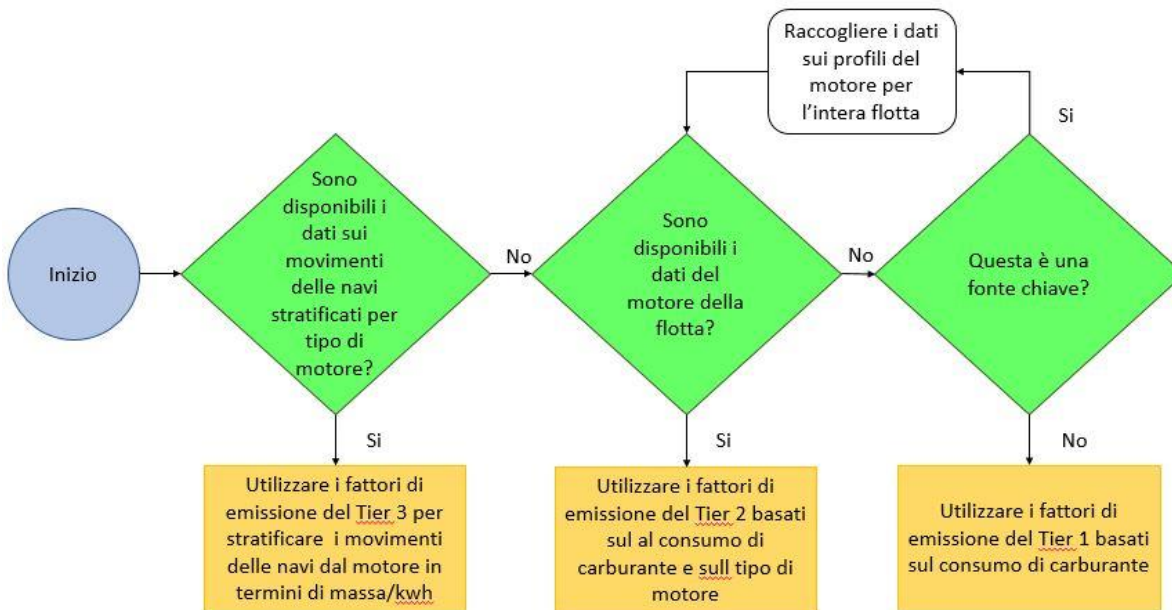 Raccogliere i dati
sui profili del
motore per
l'intera flotta
Si
Inizio
Sono
disponibili i
dati sui
movimenti
delle navi
stratificati per
tipo di
motore?
No
Sono
disponibili i
dati del
motore della
flotta?
No
Questa è una
fonte chiave?
Si
Si
No
Utilizzare i fattori di
emissione del Tier 3 per
stratificare i movimenti
delle navi dal motore in
termini di massa/kwh
Utilizzare i fattori di
emissione del Tier 2 basati
sul al consumo di
carburante e sull tipo di
motore
Utilizzare i fattori di
emissione del Tier 1 basati
sul consumo di carburante